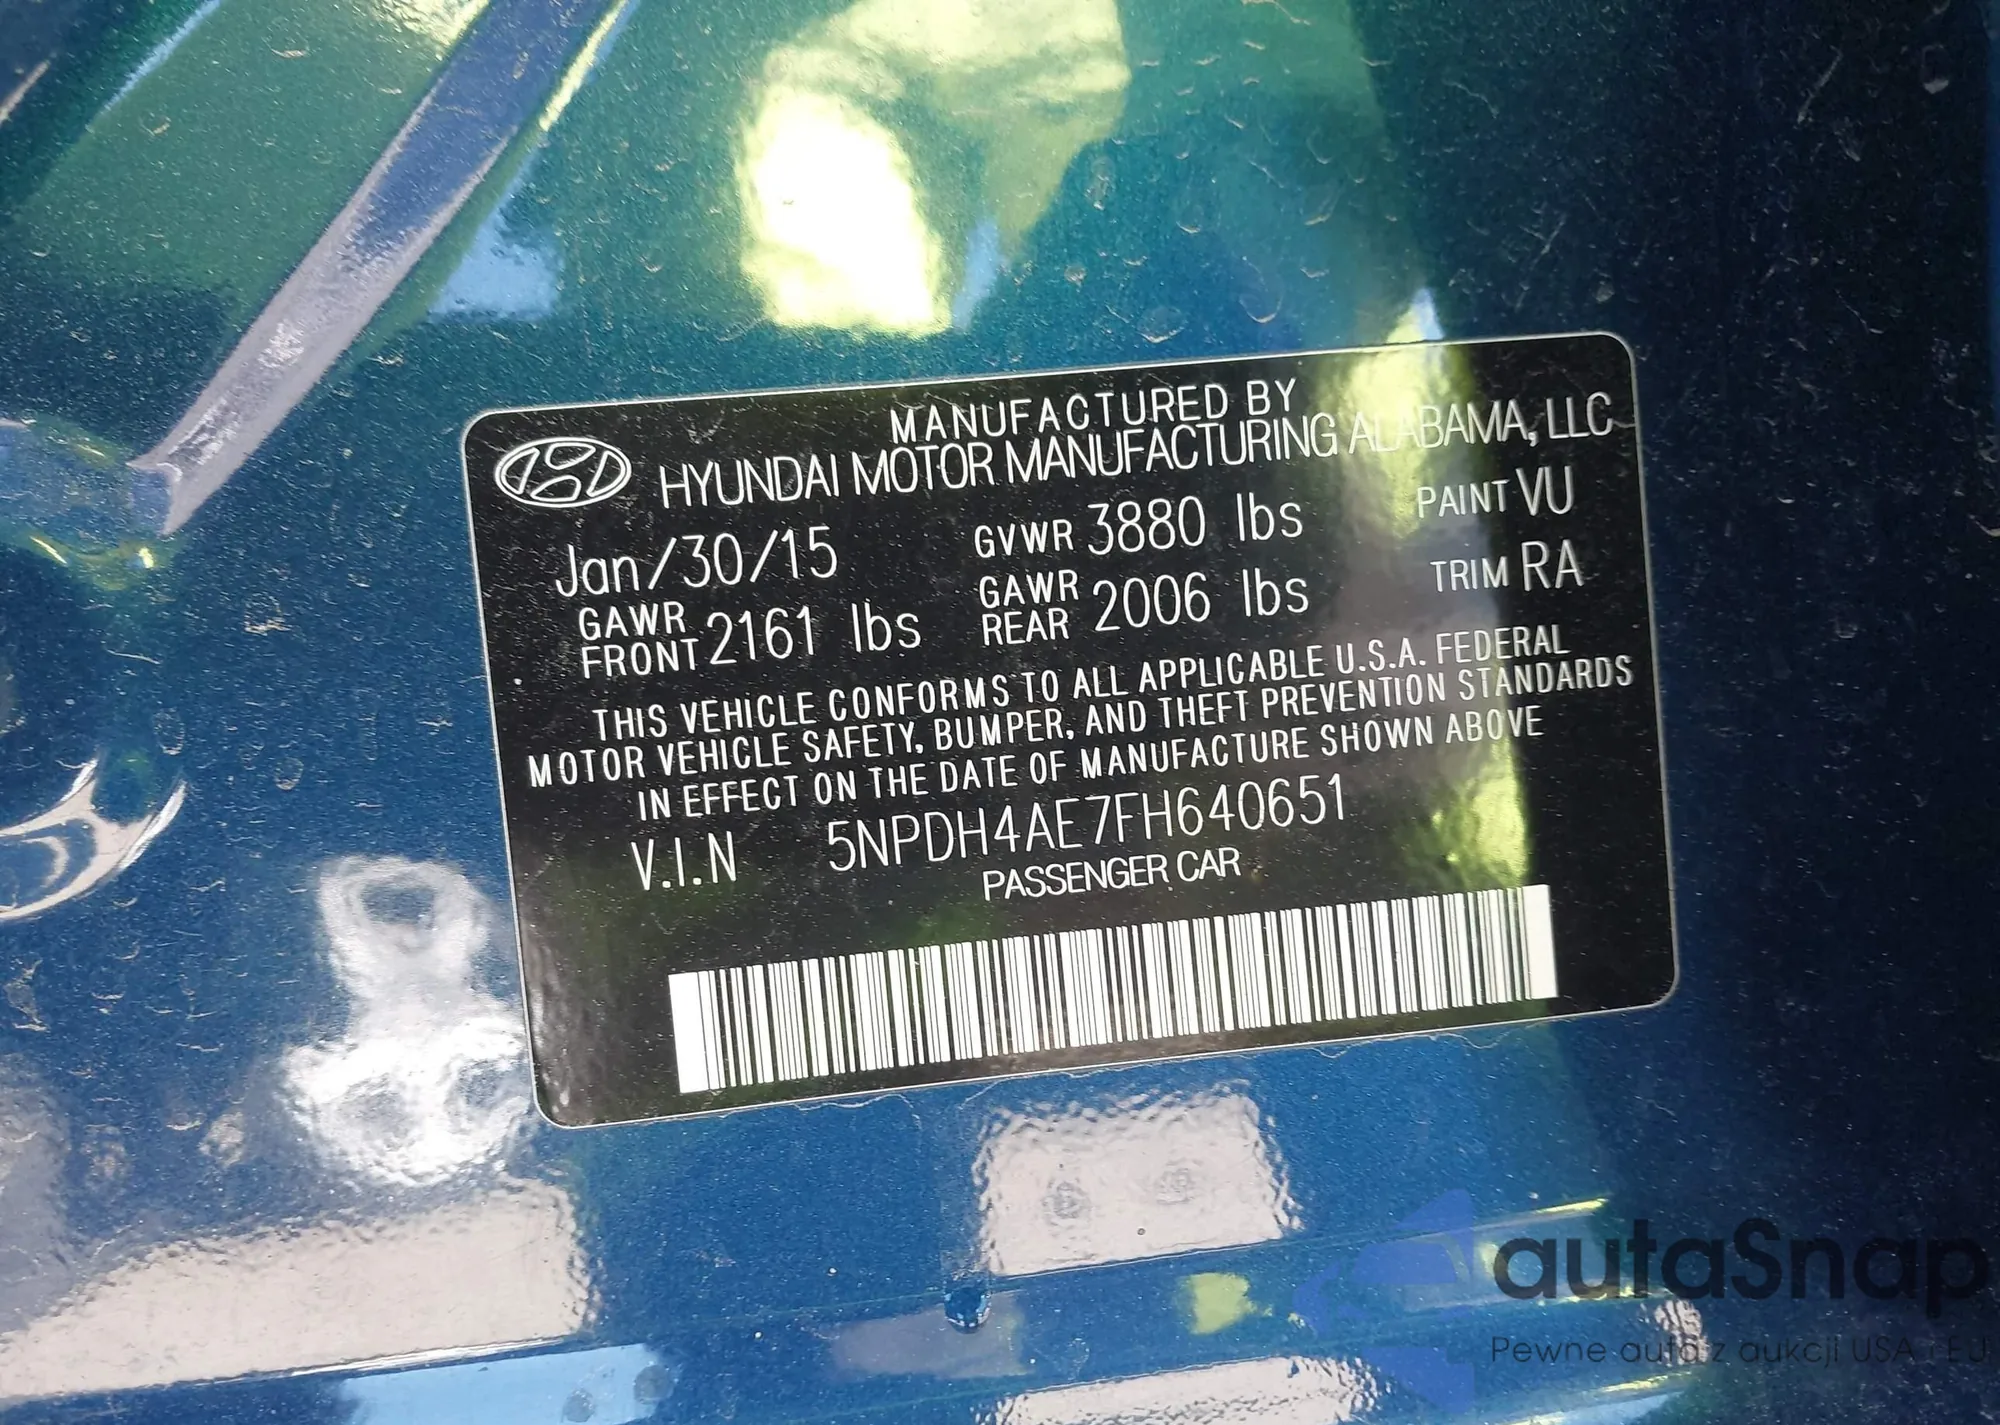 MANUFACTURED BY
HYUNDAI MOTOR MANUFACTURING ALABAMA, LLC
Jan/30/15 GVWR 3880 lbs PAINT VU
GAWR FRONT 2161 lbs GAWR REAR 2006 lbs TRIM RA
THIS VEHICLE CONFORMS TO ALL APPLICABLE U.S.A. FEDERAL
MOTOR VEHICLE SAFETY, BUMPER, AND THEFT PREVENTION STANDARDS
IN EFFECT ON THE DATE OF MANUFACTURE SHOWN ABOVE
V.I.N 5NPDH4AE7FH640651
PASSENGER CAR
autaSnap
Pewne auta z aukcji USA i EU